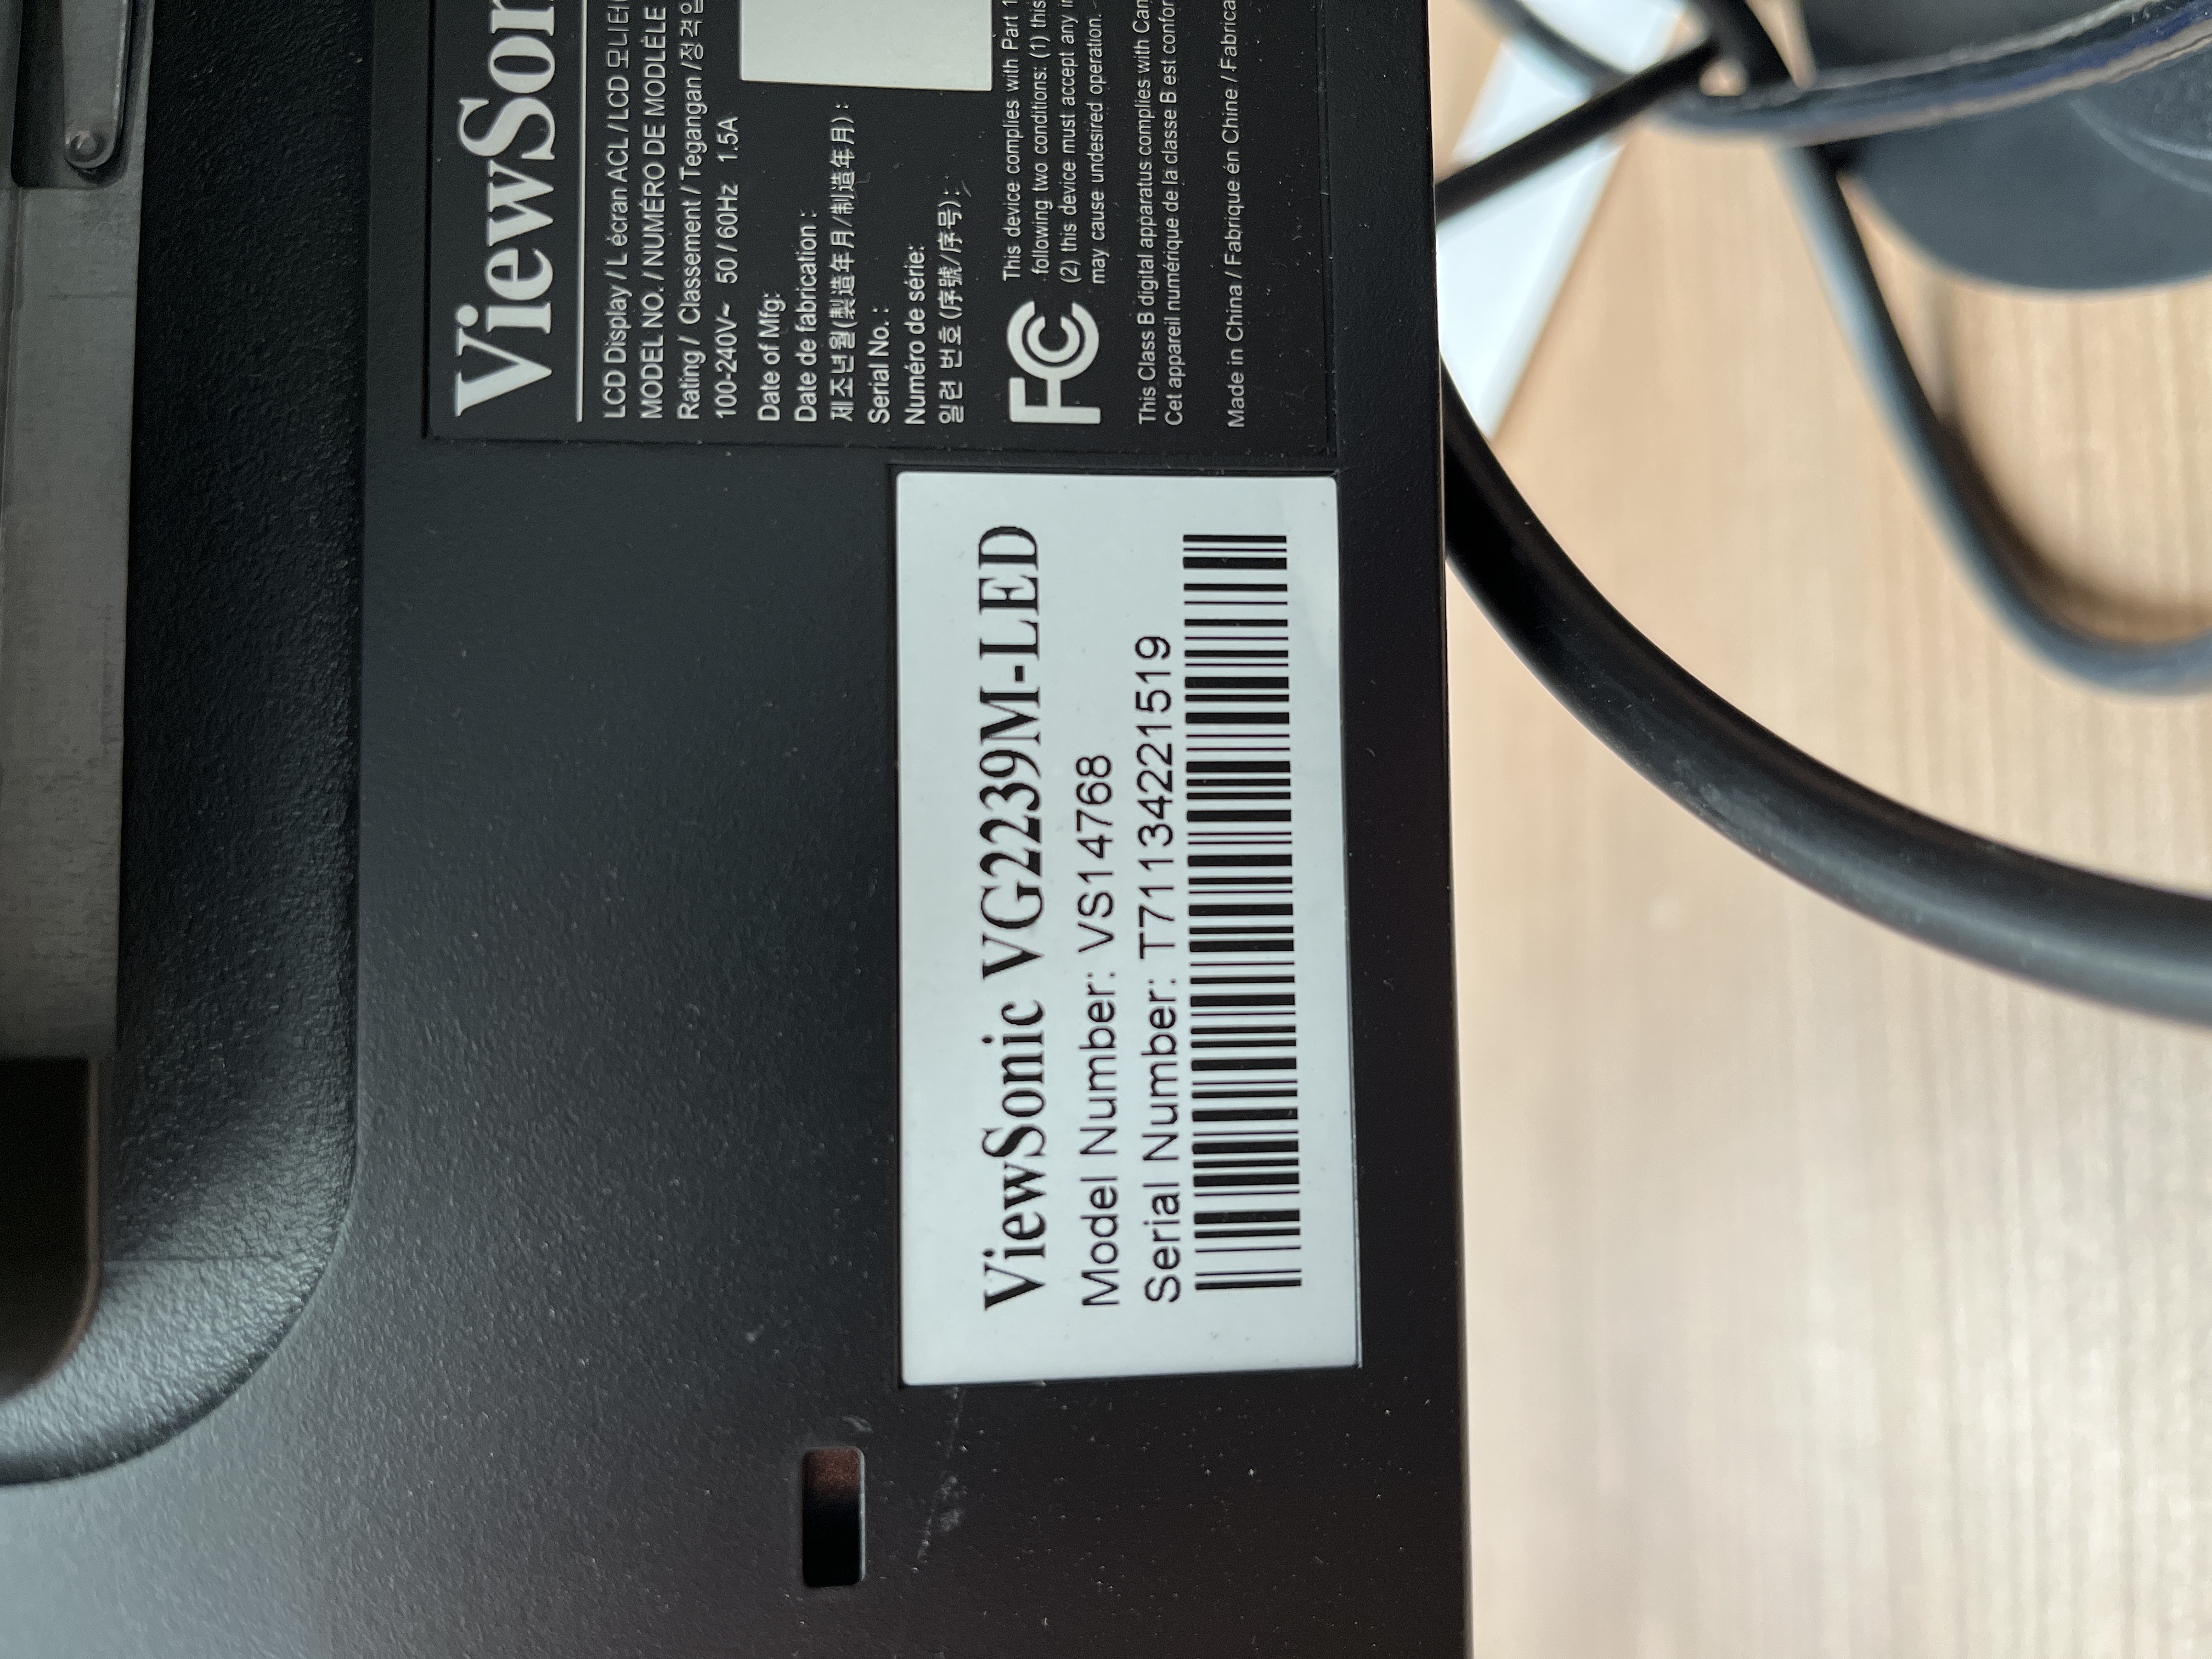 ViewSon
LCD Display / L écran ACL / LCD 모니터
MODEL NO. / NUMÉRO DE MODLÈLE
Rating / Classement / Tegangan / 정격입
100-240V~ 50 / 60Hz 1.5A
Date of Mfg:
Date de fabrication :
제조년월(製造年月/制造年月) :
Serial No. :
Numéro de série:
일련 번호 (序號/序号) :
FC
This device complies with Part 1
following two conditions: (1) this
(2) this device must accept any
may cause undesired operation.
This Class B digital apparatus complies with Can
Cet appareil numérique de la classe B est confor
Made in China / Fabrique én Chine / Fabrica
ViewSonic VG2239M-LED
Model Number: VS14768
Serial Number: T71134221519